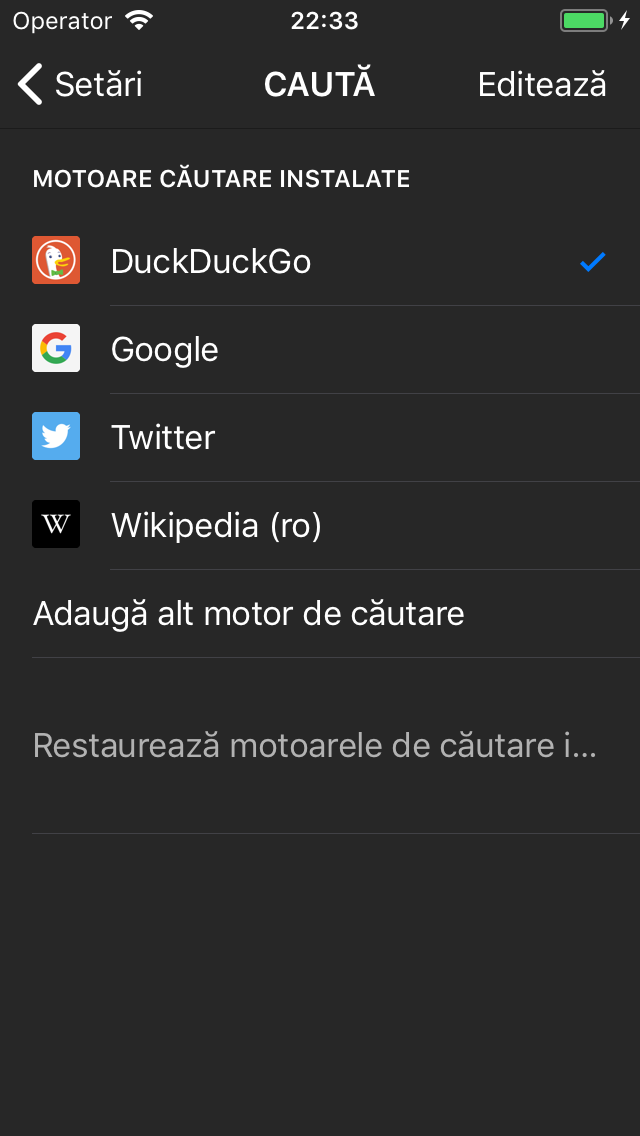 Operator 22:33
Setări CAUTĂ Editează
MOTOARE CĂUTARE INSTALATE
DuckDuckGo
Google
Twitter
W Wikipedia (ro)
Adaugă alt motor de căutare
Restaurează motoarele de căutare i...